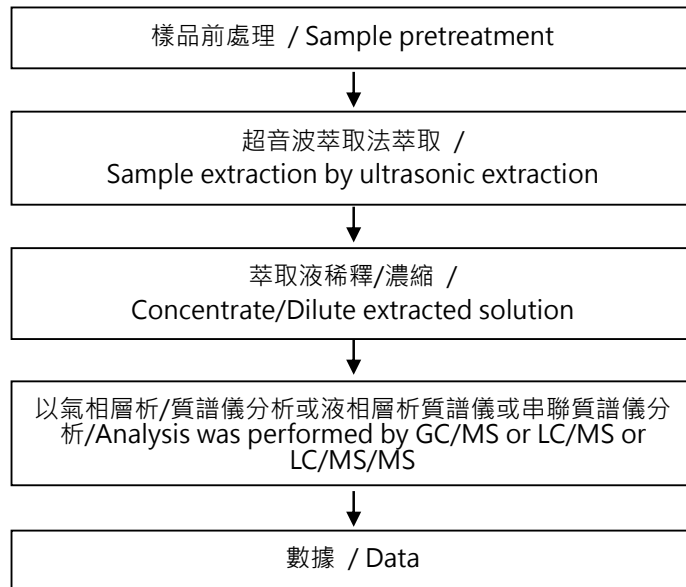 樣品前處理 / Sample pretreatment
超音波萃取法萃取 /
Sample extraction by ultrasonic extraction
萃取液稀釋/濃縮 /
Concentrate/Dilute extracted solution
以氣相層析/質譜儀分析或液相層析質譜儀或串聯質譜儀分
析/Analysis was performed by GC/MS or LC/MS or
LC/MS/MS
數據 / Data